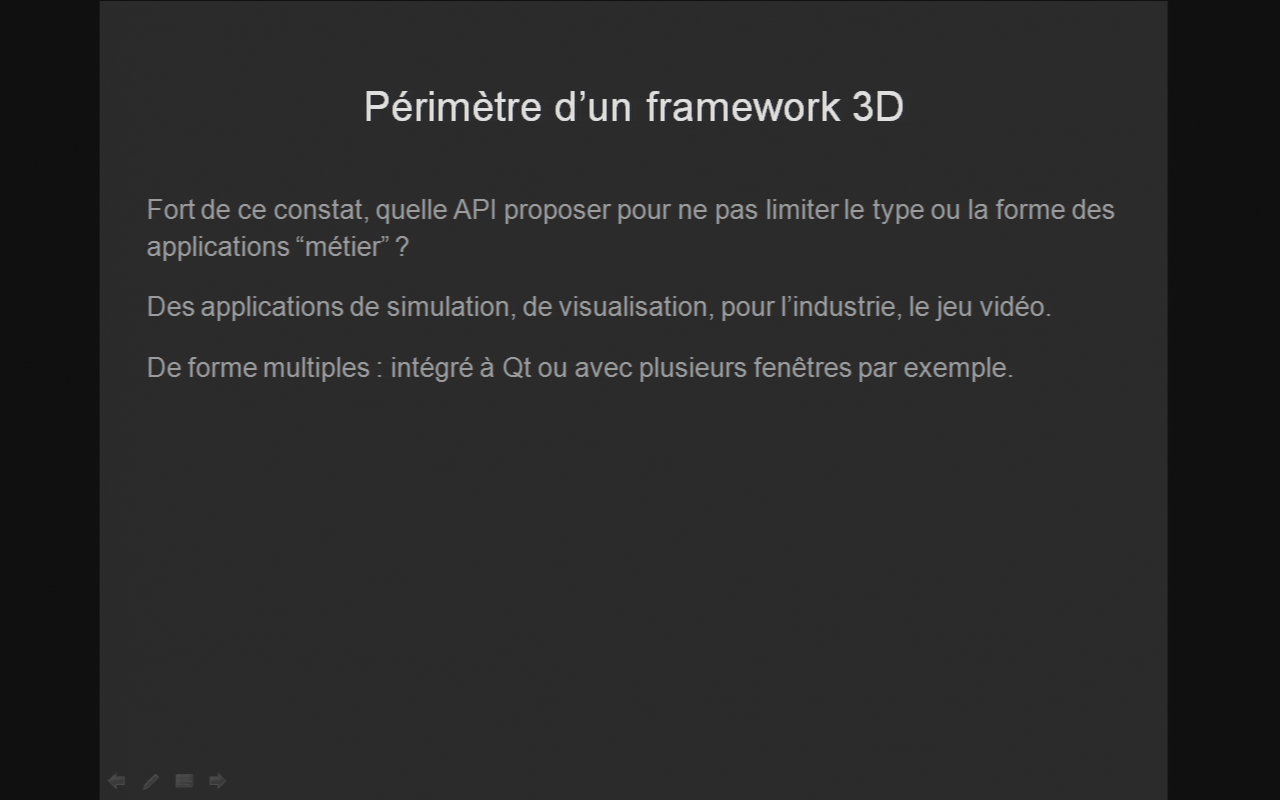 Périmètre d’un framework 3D
Fort de ce constat, quelle API proposer pour ne pas limiter le type ou la forme des
applications “métier” ?
Des applications de simulation, de visualisation, pour l’industrie, le jeu vidéo.
De forme multiples : intégré à Qt ou avec plusieurs fenêtres par exemple.